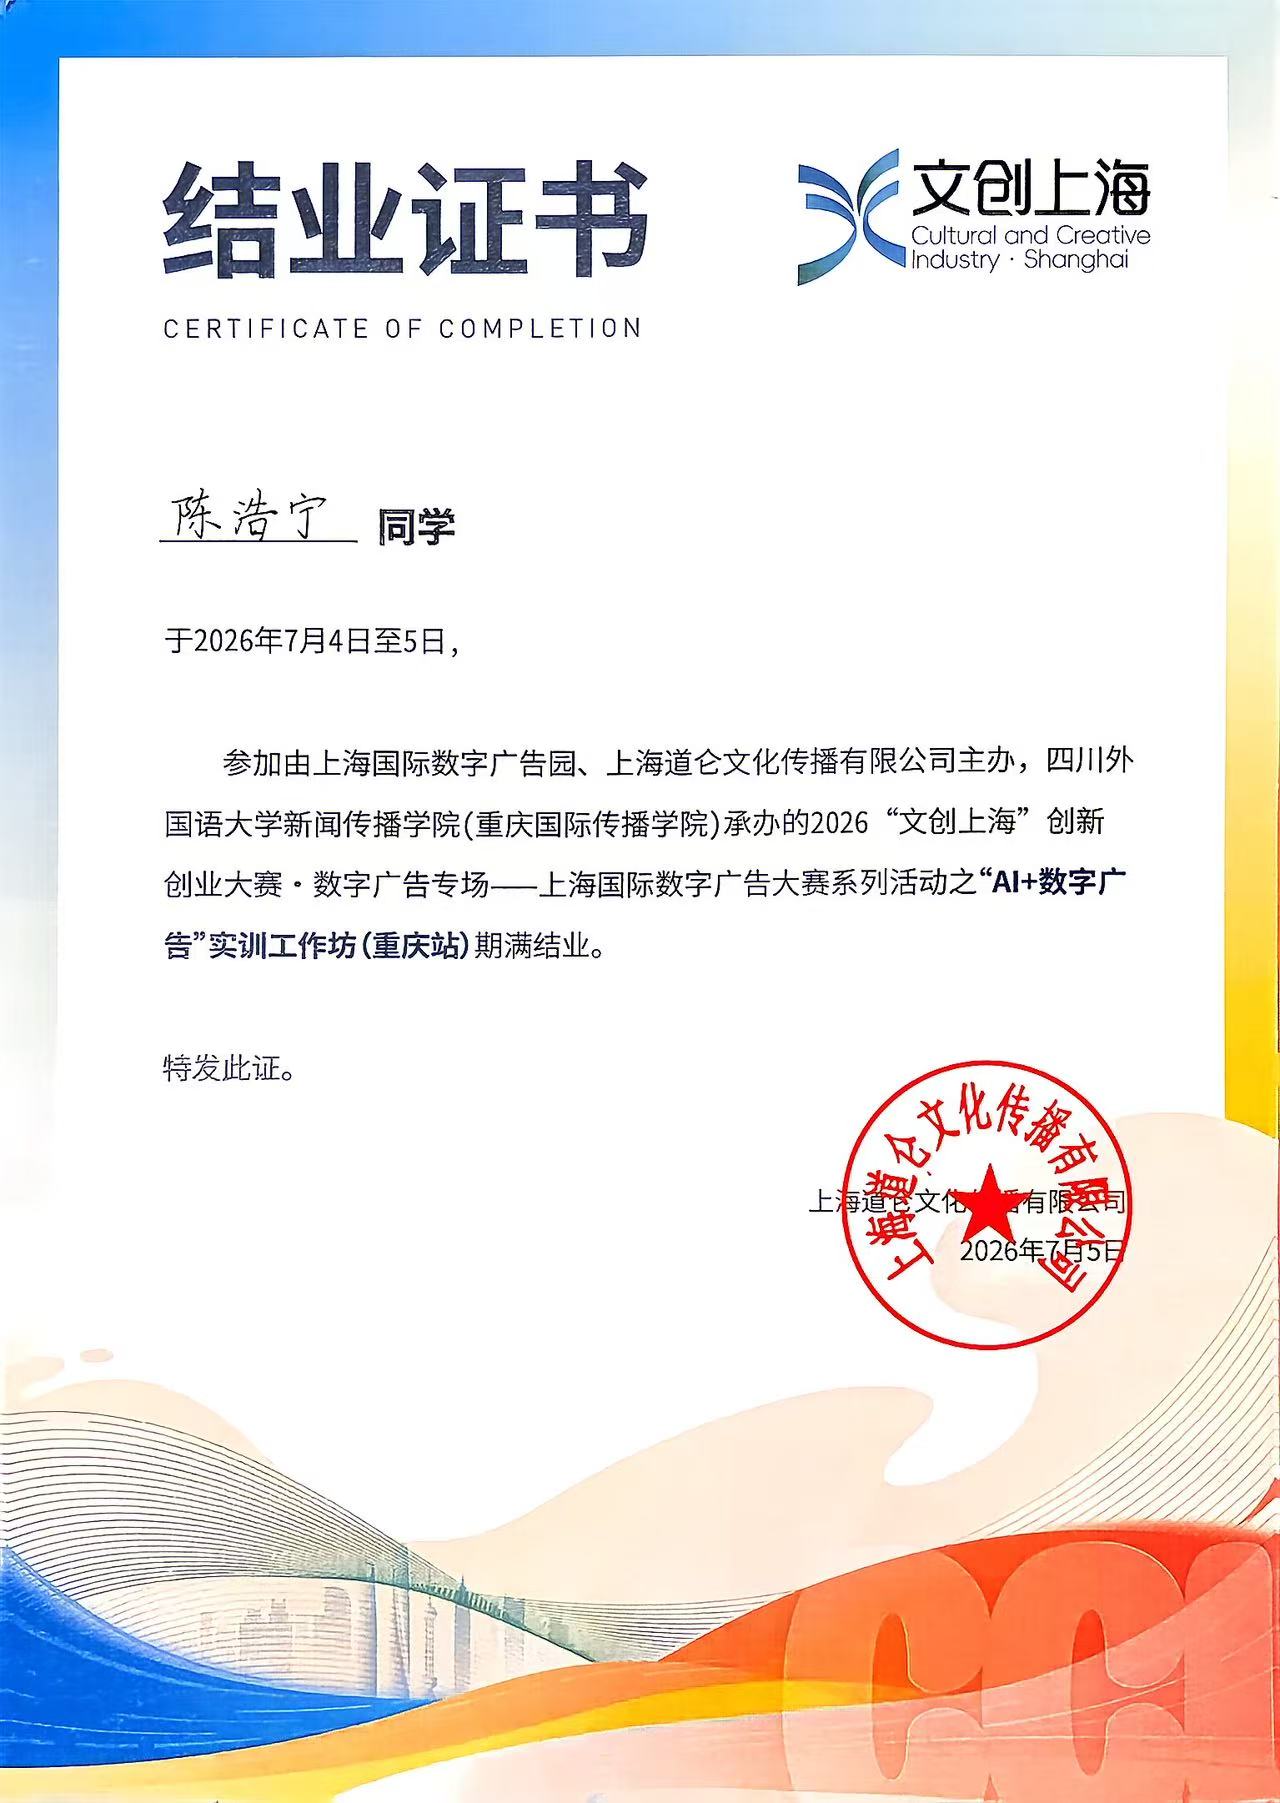 结业证书
文创上海
Cultural and Creative
Industry · Shanghai
CERTIFICATE OF COMPLETION
陈浩宁 同学
于2026年7月4日至5日，
参加由上海国际数字广告园、上海道仑文化传播有限公司主办，四川外
国语大学新闻传播学院(重庆国际传播学院)承办的2026“文创上海”创新
创业大赛·数字广告专场——上海国际数字广告大赛系列活动之“AI+数字广
告”实训工作坊(重庆站)期满结业。
特发此证。
上海道仑文化传播有限公司
上海道仑文化传播有限公司
2026年7月5日
CCI